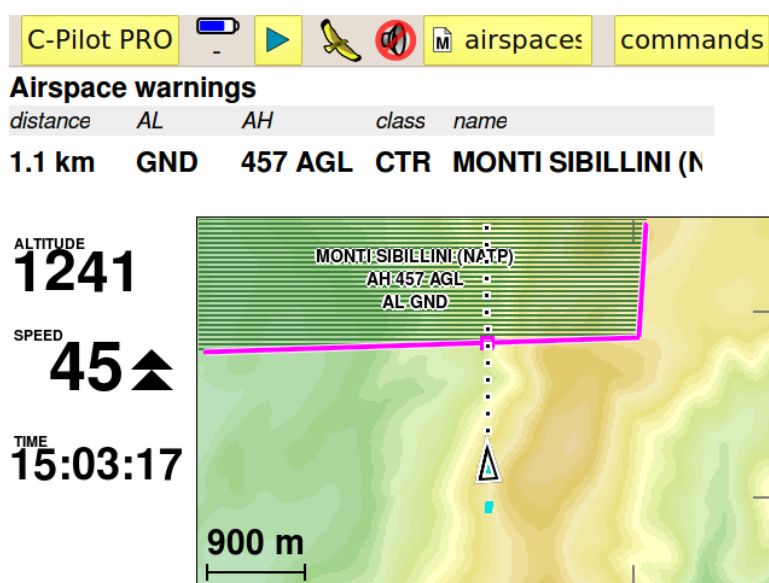 C-Pilot PRO - M airspaces commands
Airspace warnings
distance AL AH class name
1.1 km GND 457 AGL CTR MONTI SIBILLINI (N
ALTITUDE
1241
SPEED
45
TIME
15:03:17
MONTI SIBILLINI (NATP)
AH 457 AGL
AL GND
900 m